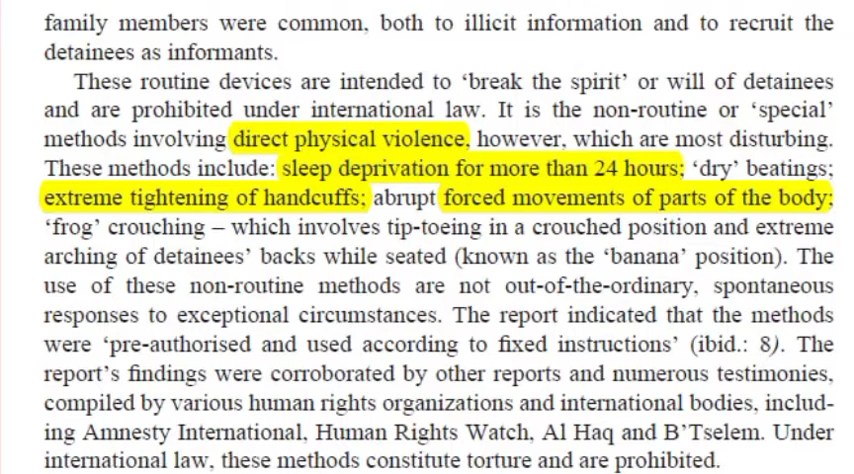 family members were common, both to illicit information and to recruit the
detainees as informants.
These routine devices are intended to ‘break the spirit’ or will of detainees
and are prohibited under international law. It is the non-routine or ‘special’
methods involving direct physical violence, however, which are most disturbing.
These methods include: sleep deprivation for more than 24 hours; ‘dry’ beatings;
extreme tightening of handcuffs; abrupt forced movements of parts of the body;
‘frog’ crouching – which involves tip-toeing in a crouched position and extreme
arching of detainees’ backs while seated (known as the ‘banana’ position). The
use of these non-routine methods are not out-of-the-ordinary, spontaneous
responses to exceptional circumstances. The report indicated that the methods
were ‘pre-authorised and used according to fixed instructions’ (ibid.: 8). The
report’s findings were corroborated by other reports and numerous testimonies,
compiled by various human rights organizations and international bodies, includ-
ing Amnesty International, Human Rights Watch, Al Haq and B’Tselem. Under
international law, these methods constitute torture and are prohibited.